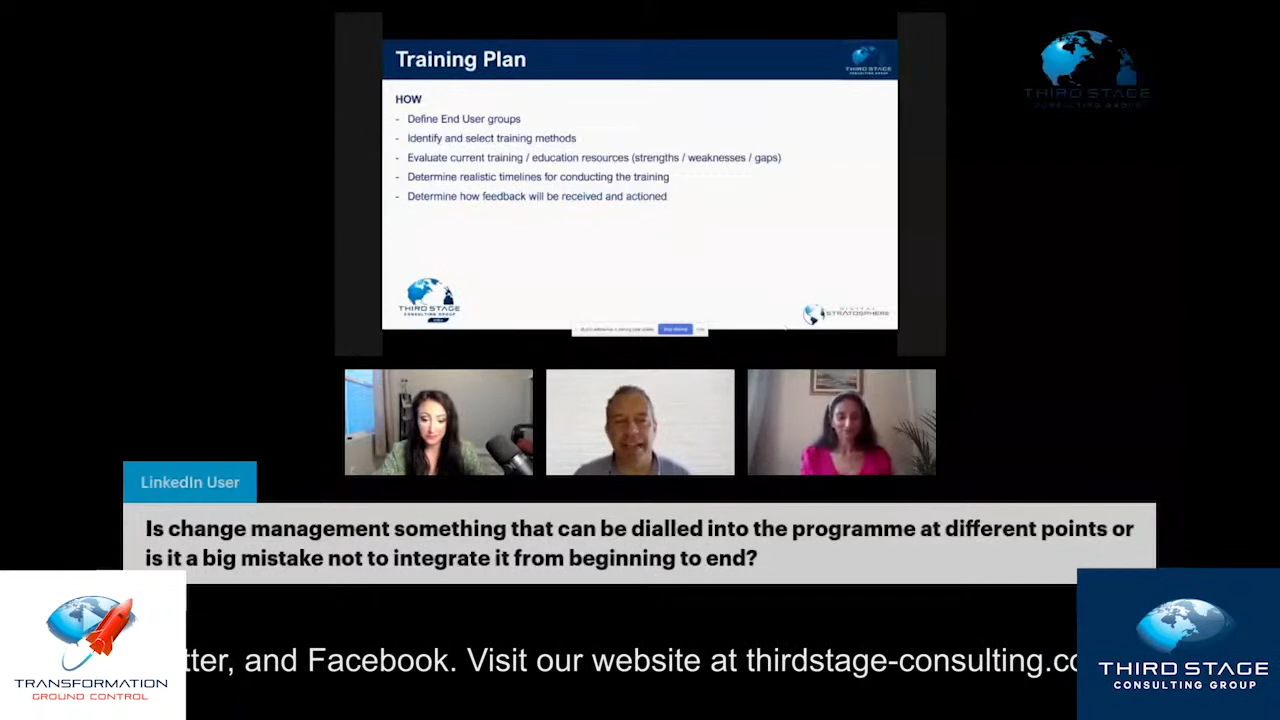 Training Plan
THIRD STAGE
CONSULTING GROUP
THIRD STAGE
CONSULTING GROUP
HOW
- Define End User groups
- Identify and select training methods
- Evaluate current training / education resources (strengths / weaknesses / gaps)
- Determine realistic timelines for conducting the training
- Determine how feedback will be received and actioned
THIRD STAGE
CONSULTING GROUP
STRATOSPHERE
LinkedIn User
Is change management something that can be dialled into the programme at different points or
is it a big mistake not to integrate it from beginning to end?
tter, and Facebook. Visit our website at thirdstage-consulting.co
TRANSFORMATION
GROUND CONTROL
THIRD STAGE
CONSULTING GROUP